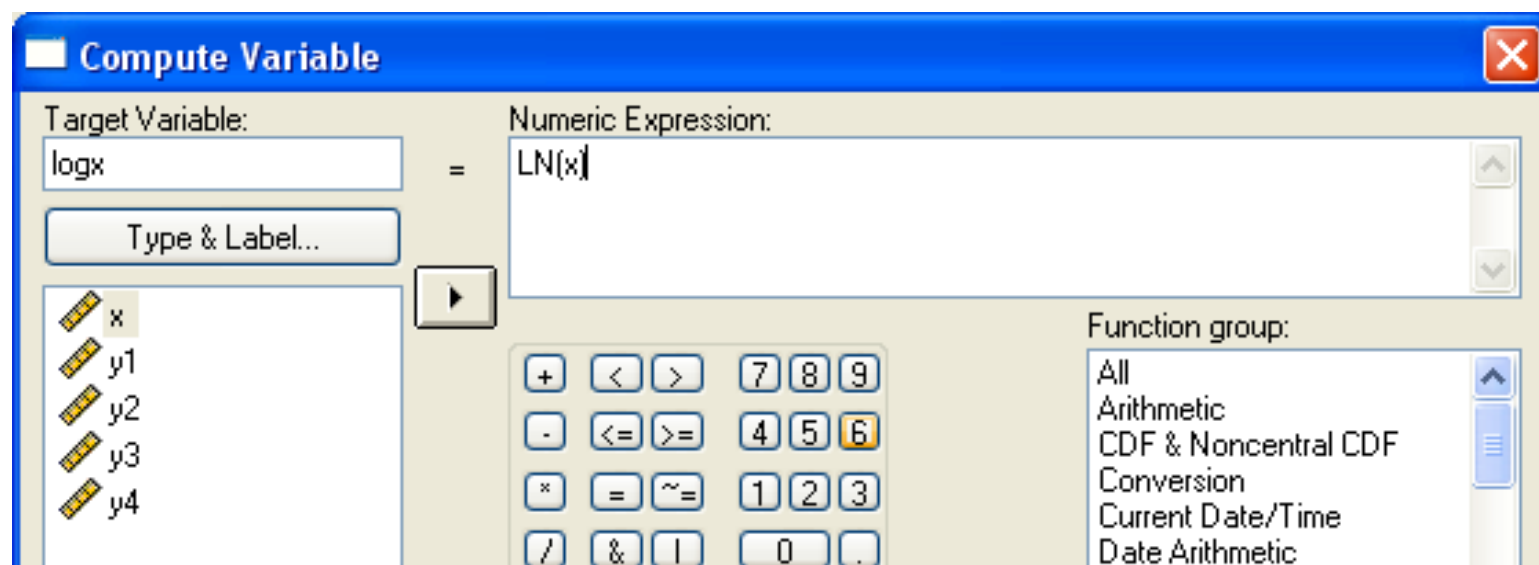 Compute Variable
Target Variable:
Numeric Expression:
logx
=
LN(x)
Type & Label...
x
y1
y2
y3
y4
+ < > 7 8 9
- <= >= 4 5 6
* = ~= 1 2 3
/ & | 0 .
Function group:
All
Arithmetic
CDF & Noncentral CDF
Conversion
Current Date/Time
Date Arithmetic